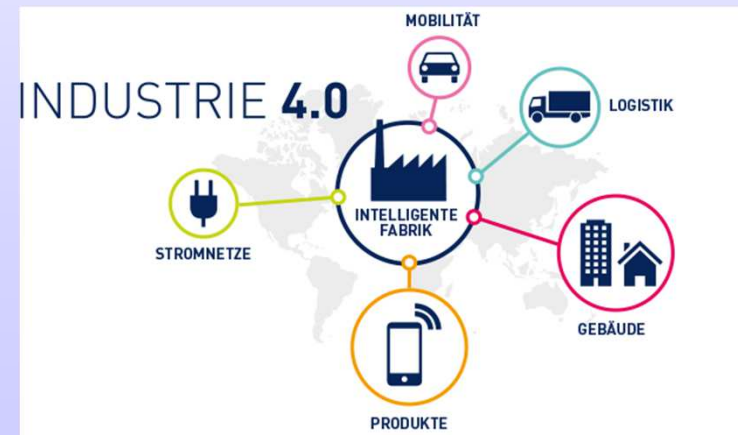 MOBILITÄT
INDUSTRIE 4.0
LOGISTIK
INTELLIGENTE
FABRIK
STROMNETZE
GEBÄUDE
PRODUKTE